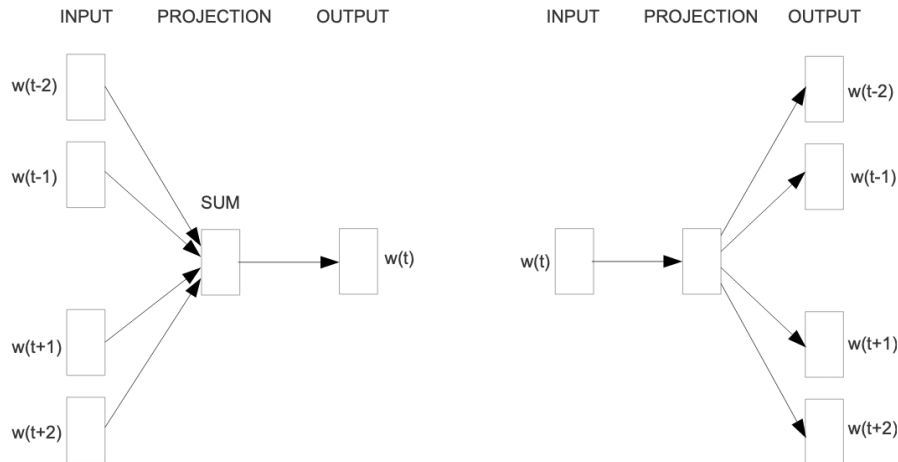 INPUT PROJECTION OUTPUT
w(t-2)
w(t-1)
SUM
w(t)
w(t+1)
w(t+2)
INPUT PROJECTION OUTPUT
w(t-2)
w(t-1)
w(t)
w(t+1)
w(t+2)